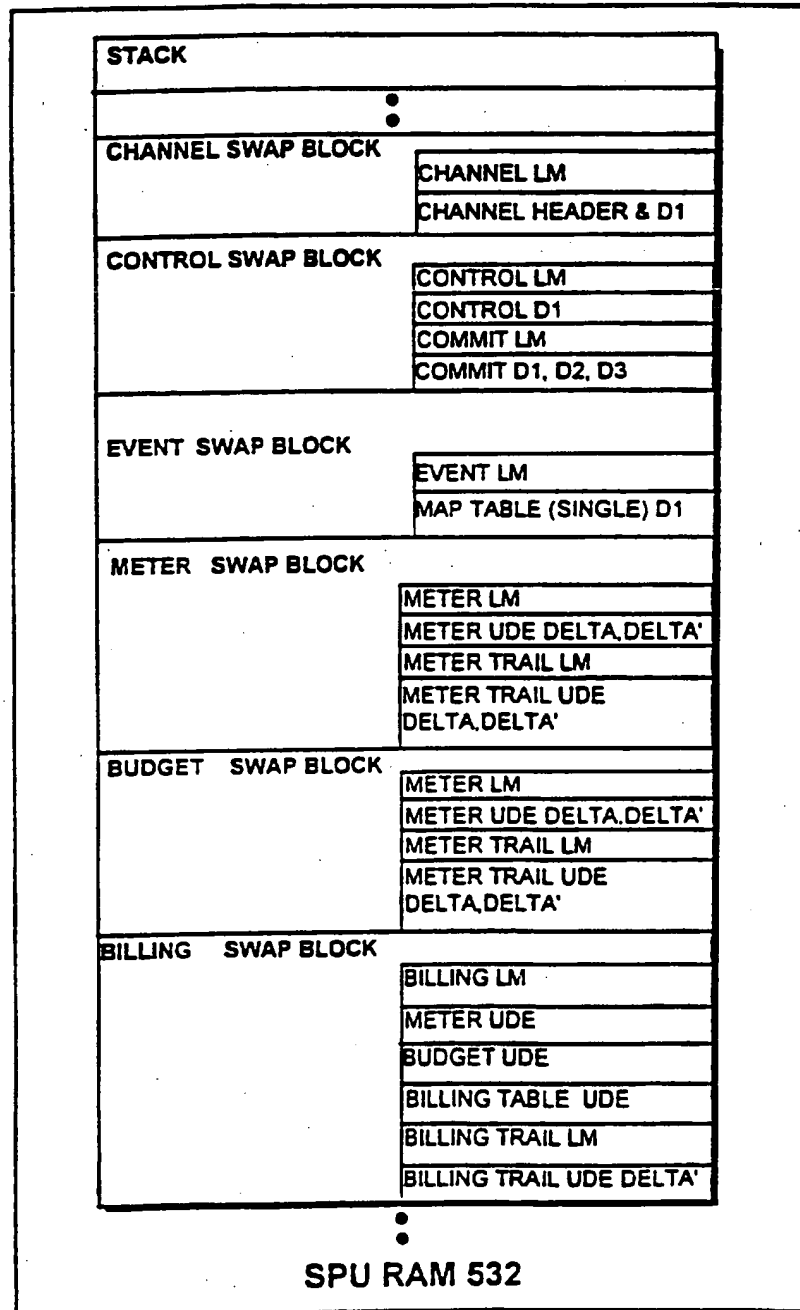 STACK
CHANNEL SWAP BLOCK
CHANNEL LM
CHANNEL HEADER & D1
CONTROL SWAP BLOCK
CONTROL LM
CONTROL D1
COMMIT LM
COMMIT D1, D2, D3
EVENT SWAP BLOCK
EVENT LM
MAP TABLE (SINGLE) D1
METER SWAP BLOCK
METER LM
METER UDE DELTA,DELTA'
METER TRAIL LM
METER TRAIL UDE
DELTA,DELTA'
BUDGET SWAP BLOCK
METER LM
METER UDE DELTA.DELTA'
METER TRAIL LM
METER TRAIL UDE
DELTA,DELTA'
BILLING SWAP BLOCK
BILLING LM
METER UDE
BUDGET UDE
BILLING TABLE UDE
BILLING TRAIL LM
BILLING TRAIL UDE DELTA'
SPU RAM 532